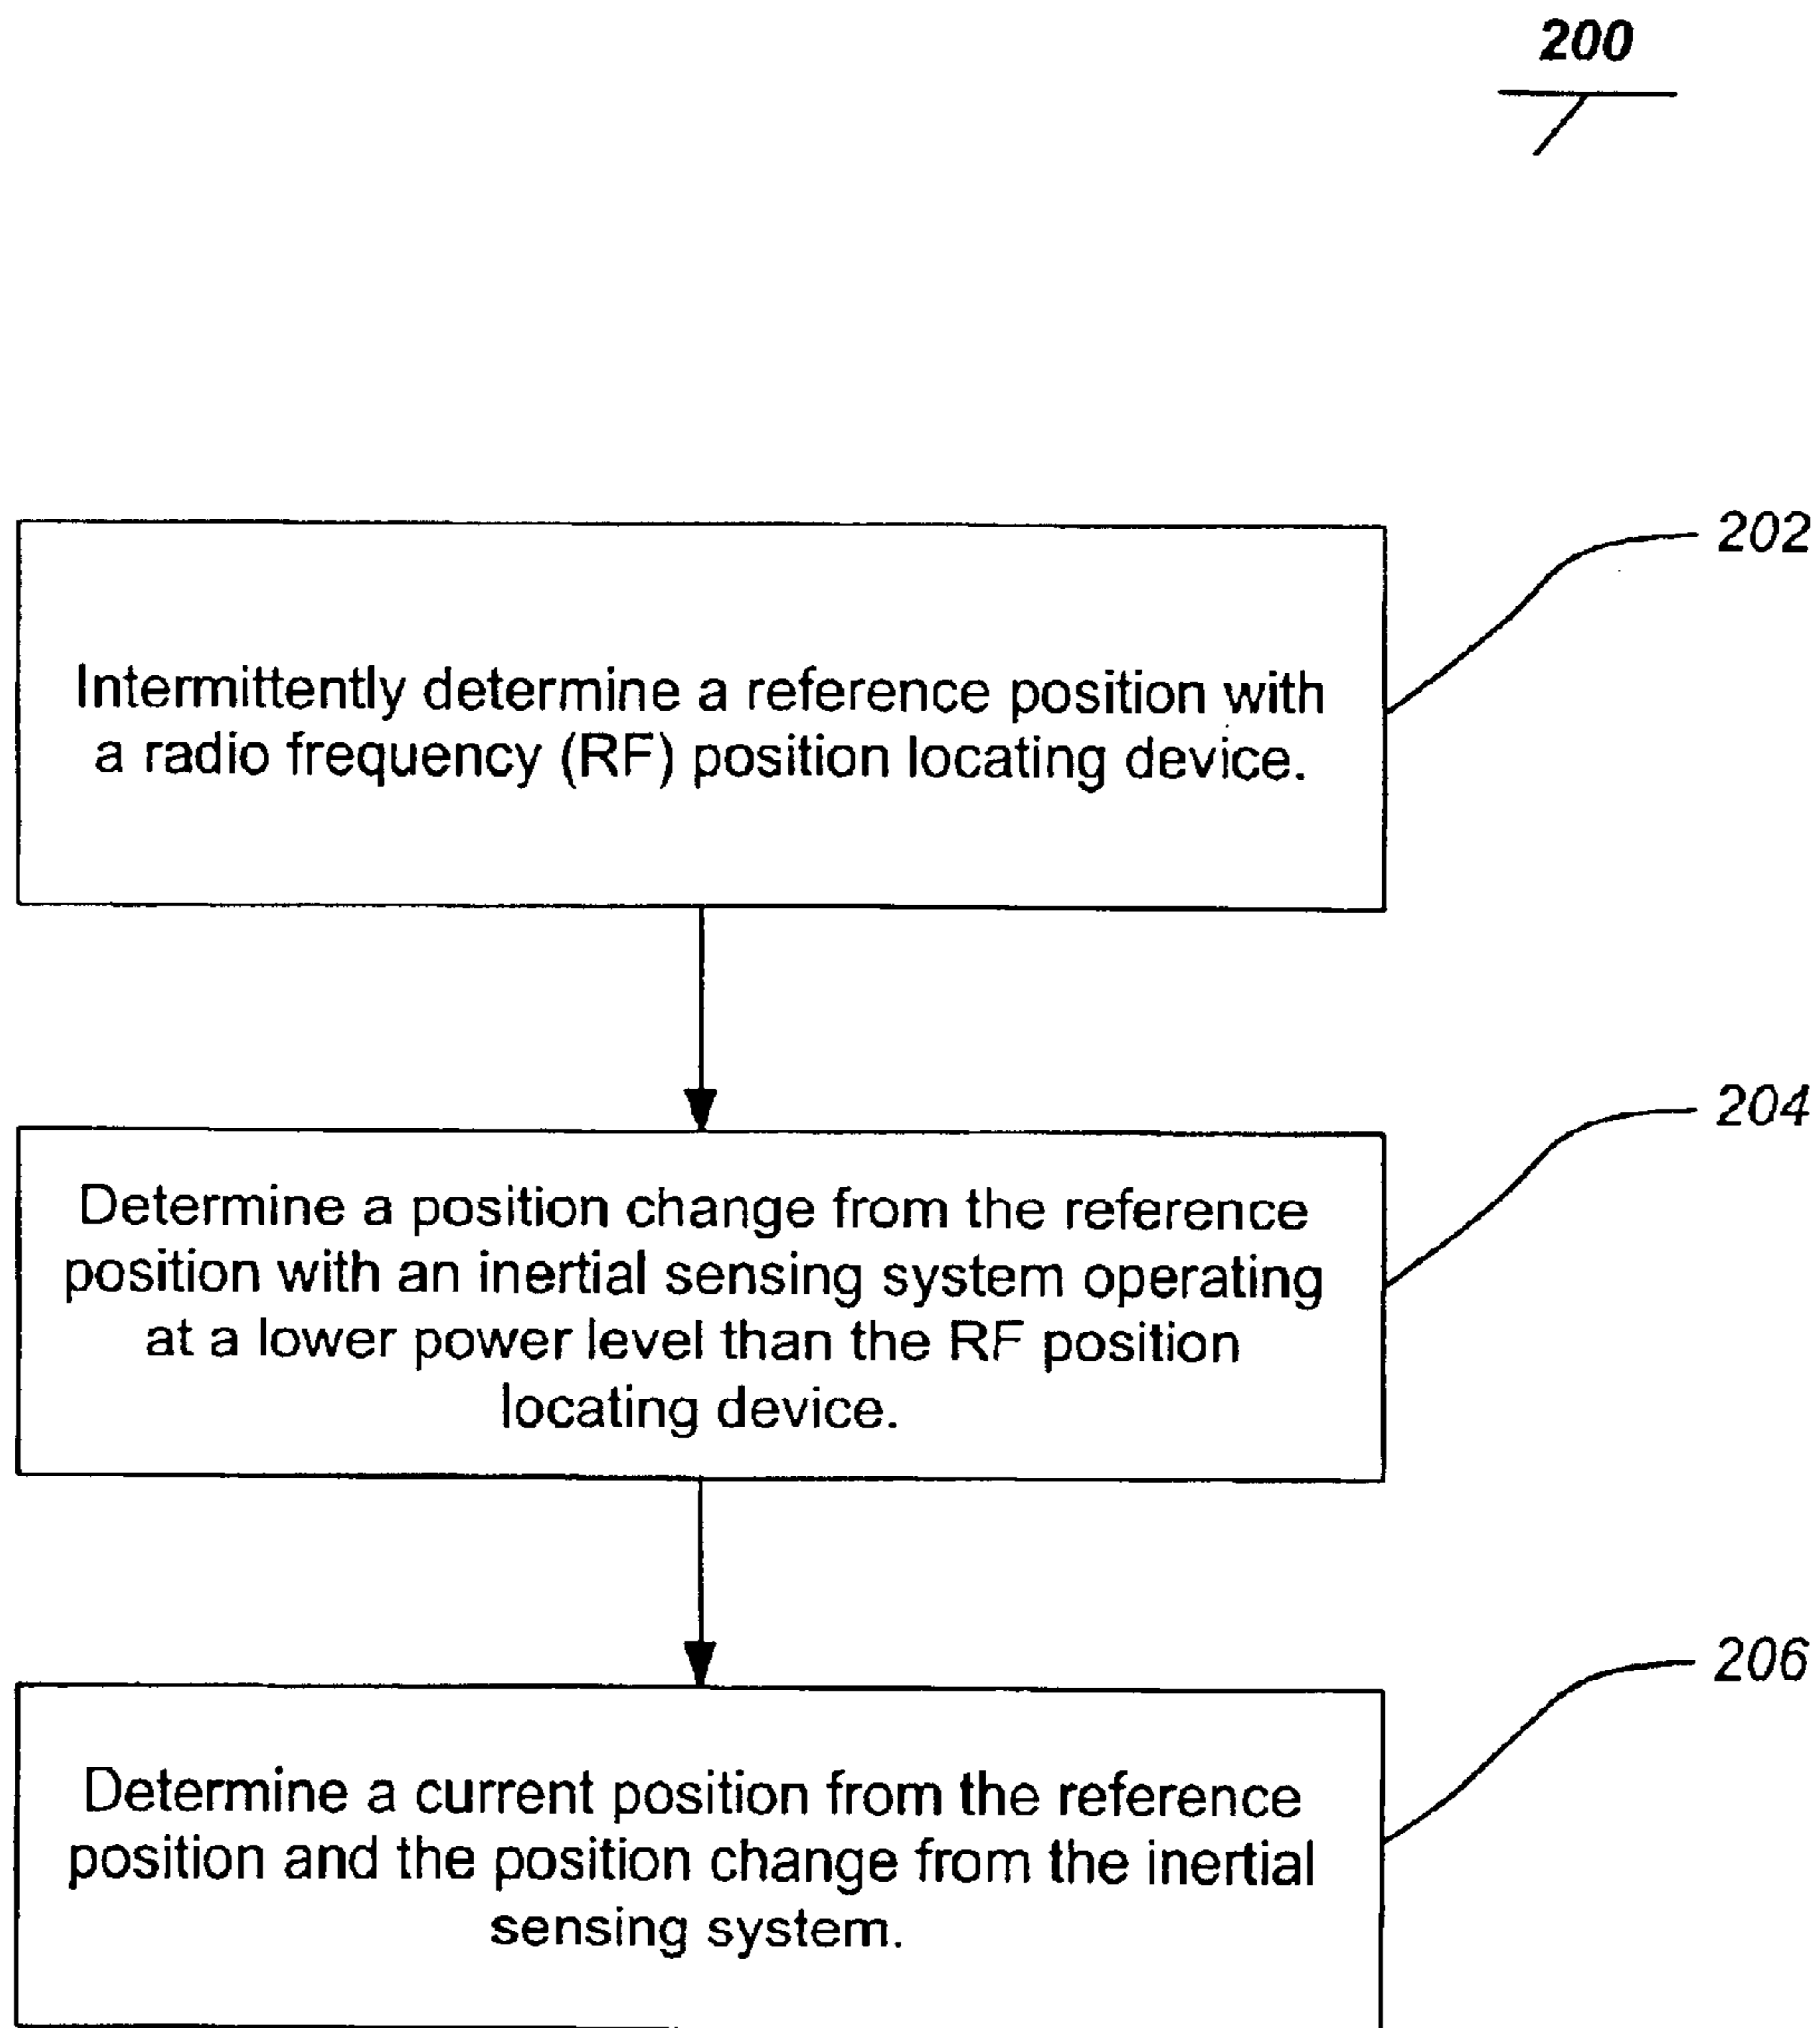 200
202
Intermittently determine a reference position with
a radio frequency (RF) position locating device.
204
Determine a position change from the reference
position with an inertial sensing system operating
at a lower power level than the RF position
locating device.
206
Determine a current position from the reference
position and the position change from the inertial
sensing system.